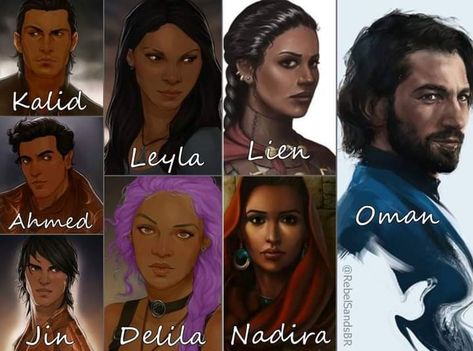 Kalid
Leyla
Lien
Ahmed
Oman
Jin
Delila
Nadira
@RebelSandsBR